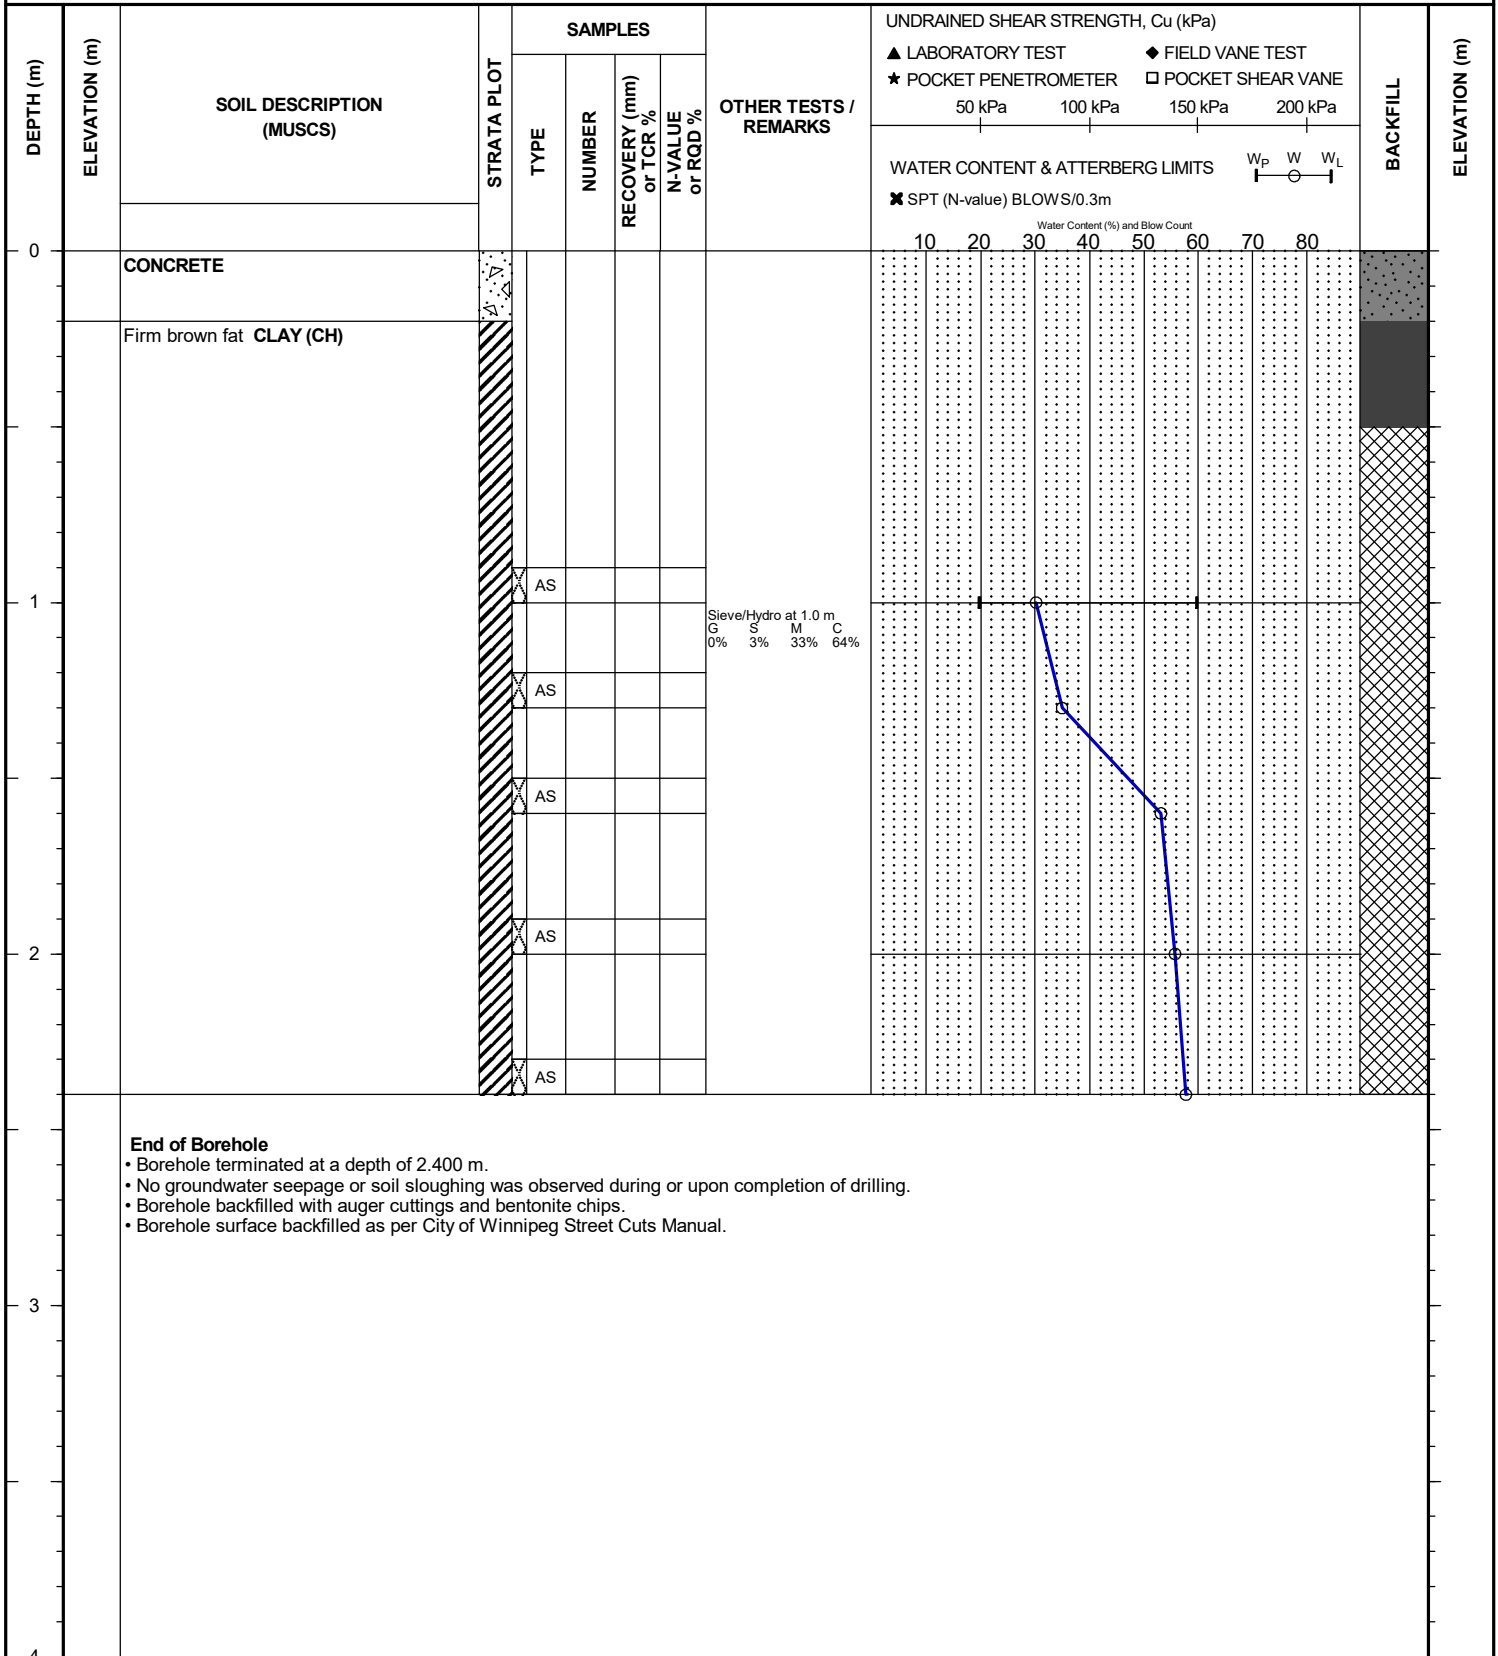 DEPTH (m)
ELEVATION (m)
SOIL DESCRIPTION
(MUSCS)
STRATA PLOT
SAMPLES
TYPE
NUMBER
RECOVERY (mm)
or TCR %
N-VALUE
or RQD %
OTHER TESTS /
REMARKS
UNDRAINED SHEAR STRENGTH, Cu (kPa)
▲ LABORATORY TEST ◆ FIELD VANE TEST
★ POCKET PENETROMETER □ POCKET SHEAR VANE
50 kPa 100 kPa 150 kPa 200 kPa
WATER CONTENT & ATTERBERG LIMITS WP W WL
✖ SPT (N-value) BLOWS/0.3m
Water Content (%) and Blow Count
10 20 30 40 50 60 70 80
BACKFILL
ELEVATION (m)
0
CONCRETE
Firm brown fat CLAY (CH)
AS
1
Sieve/Hydro at 1.0 m
G S M C
0% 3% 33% 64%
AS
AS
AS
2
AS
End of Borehole
• Borehole terminated at a depth of 2.400 m.
• No groundwater seepage or soil sloughing was observed during or upon completion of drilling.
• Borehole backfilled with auger cuttings and bentonite chips.
• Borehole surface backfilled as per City of Winnipeg Street Cuts Manual.
3
4